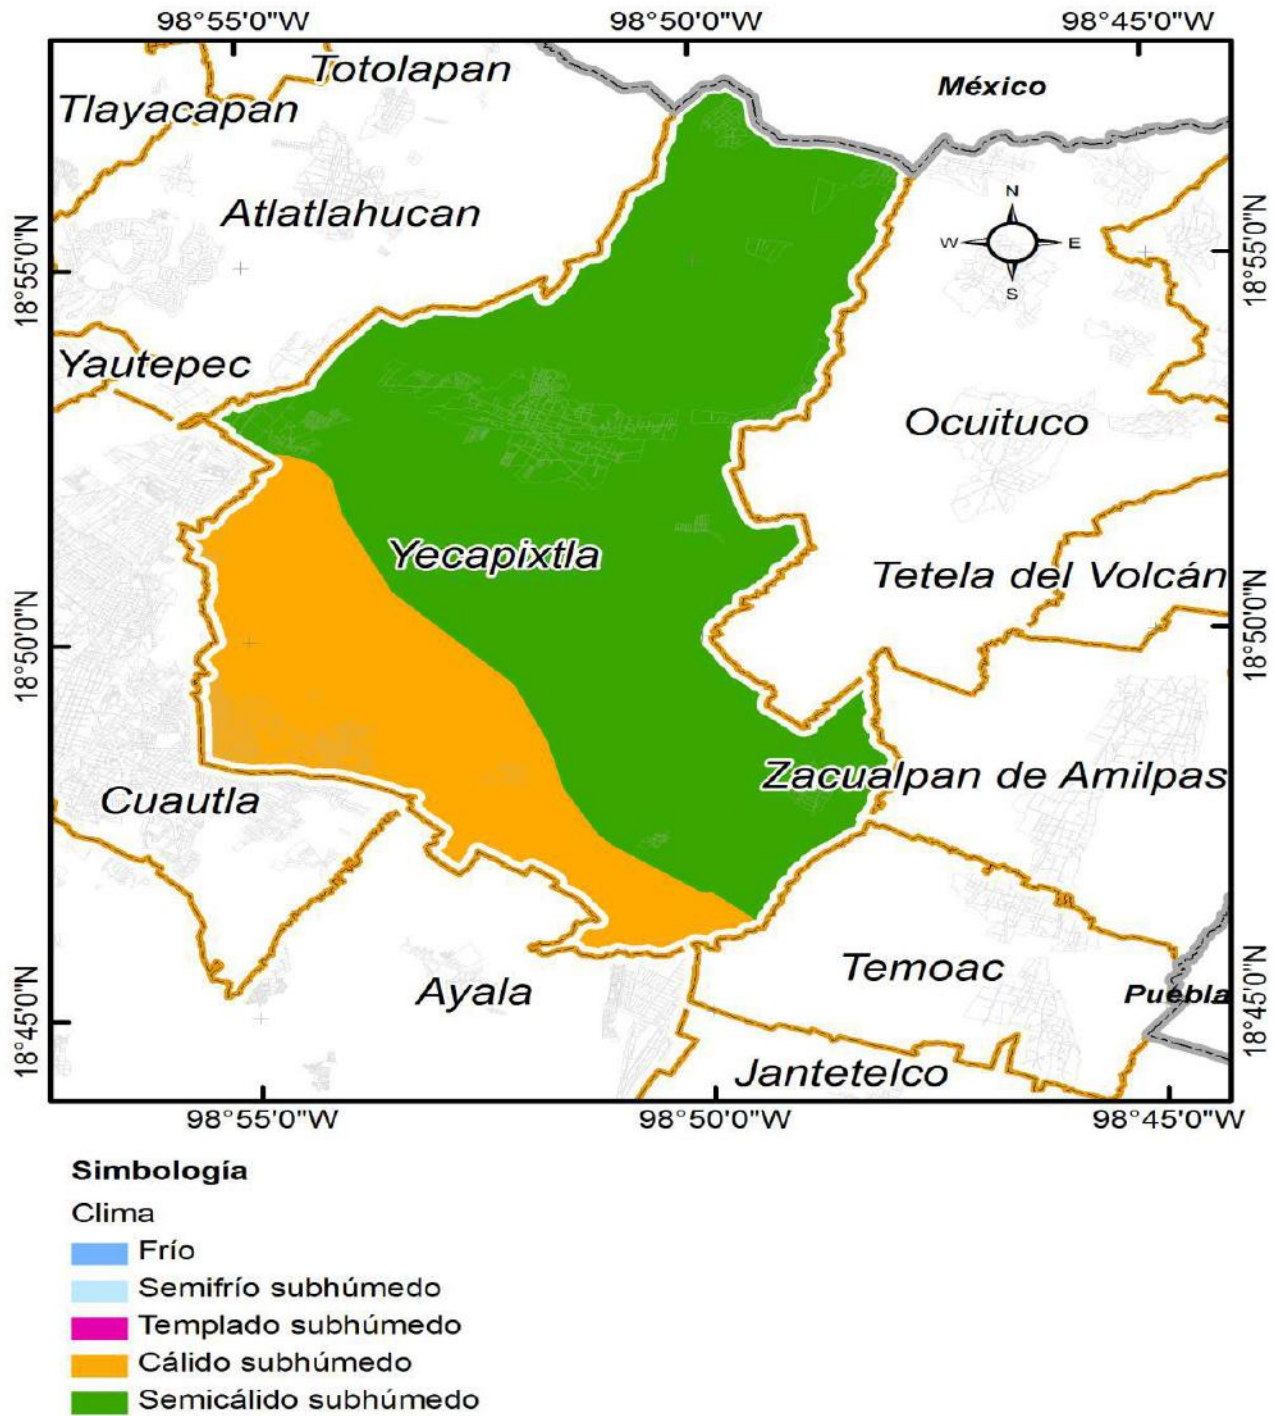 98°55'0"W 98°50'0"W 98°45'0"W
Totolapan
México
Tlayacapan
N
Atlatlahucan
W E
S
18°55'0"N 18°55'0"N
Yautepec
Ocuituco
Yecapixtla
Tetela del Volcán
18°50'0"N 18°50'0"N
Zacualpan de Amilpas
Cuautla
Temoac
Ayala
Puebla
18°45'0"N 18°45'0"N
Jantetelco
98°55'0"W 98°50'0"W 98°45'0"W
Simbología
Clima
Frío
Semifrío subhúmedo
Templado subhúmedo
Cálido subhúmedo
Semicálido subhúmedo